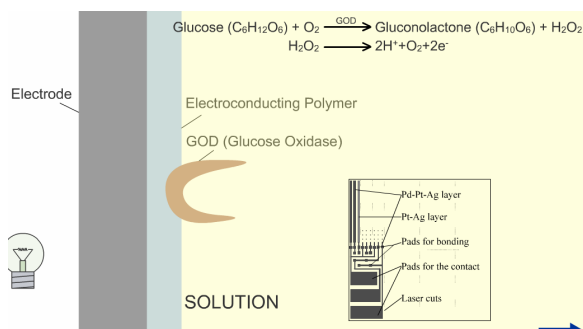 Glucose (C₆H₁₂O₆) + O₂ GOD⟶ Gluconolactone (C₆H₁₀O₆) + H₂O₂
H₂O₂ ⟶ 2H⁺+O₂+2e⁻
Electrode
Electroconducting Polymer
GOD (Glucose Oxidase)
Pd-Pt-Ag layer
Pt-Ag layer
Pads for bonding
Pads for the contact
Laser cuts
SOLUTION